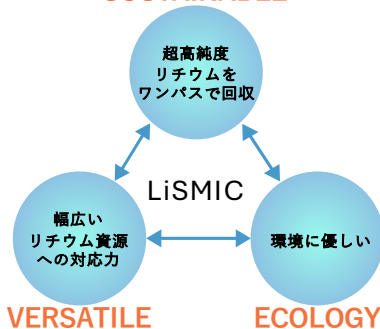 超高純度
リチウムを
ワンパスで回収
LiSMIC
幅広い
リチウム資源
への対応力
環境に優しい
VERSATILE
ECOLOGY